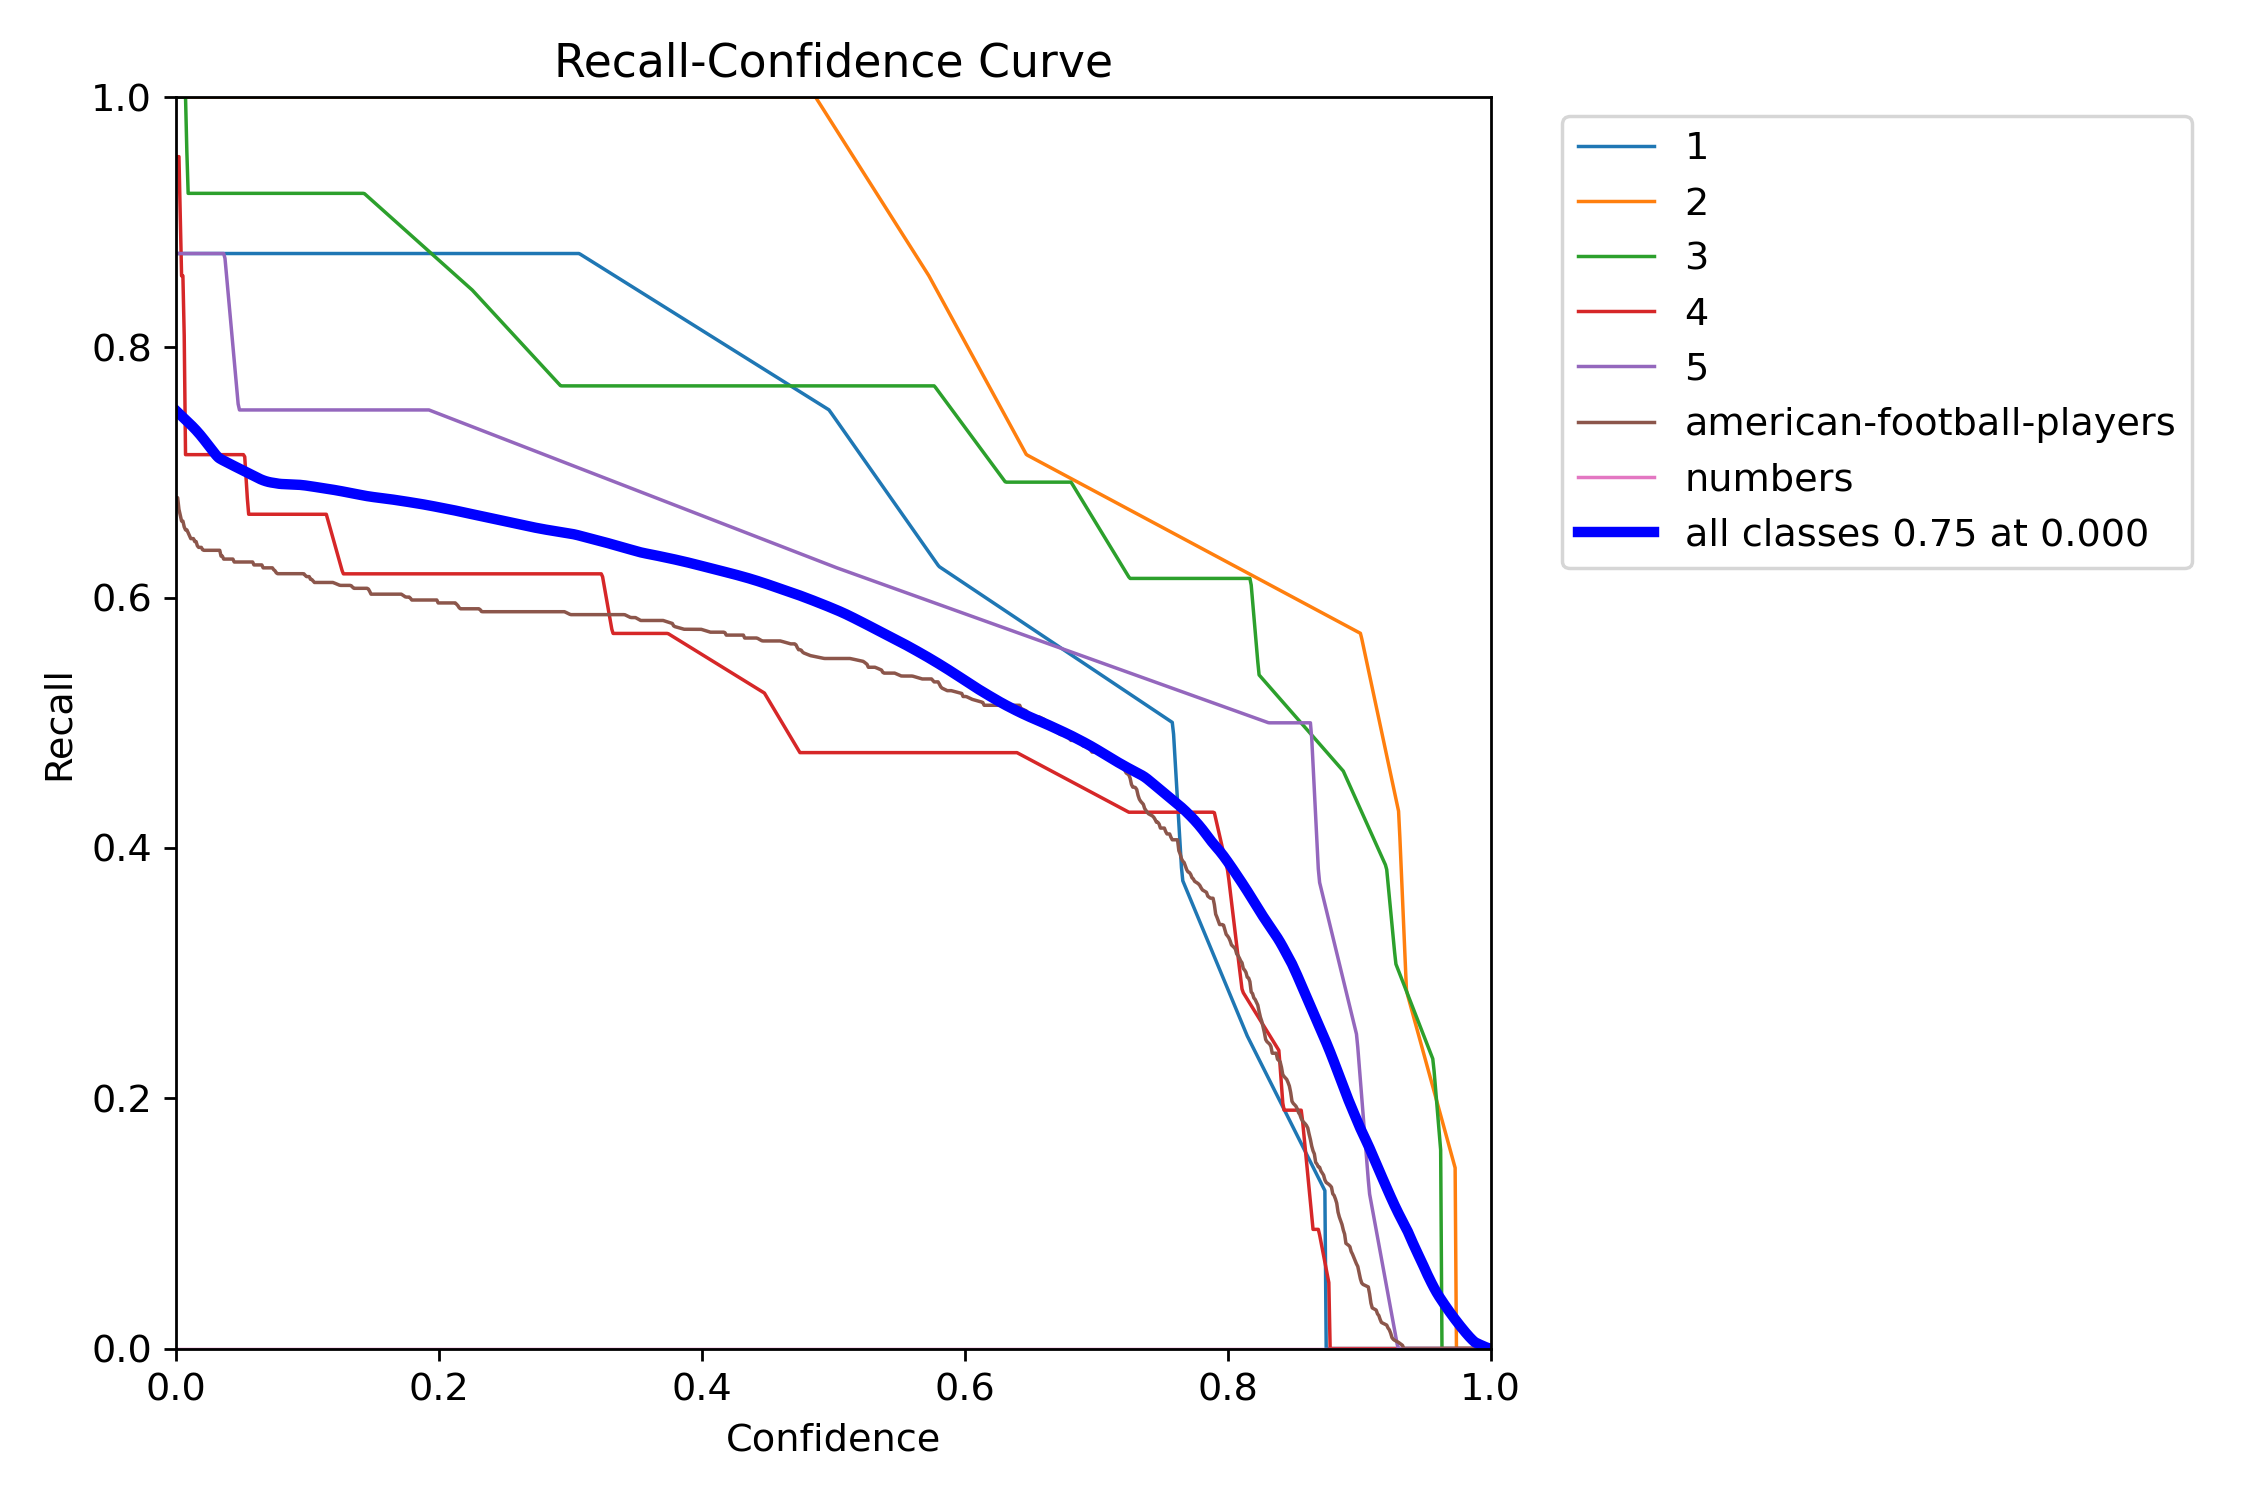 Recall-Confidence Curve
1.0
0.8
0.6
0.4
0.2
0.0
Recall
0.0 0.2 0.4 0.6 0.8 1.0
Confidence
1
2
3
4
5
american-football-players
numbers
all classes 0.75 at 0.000